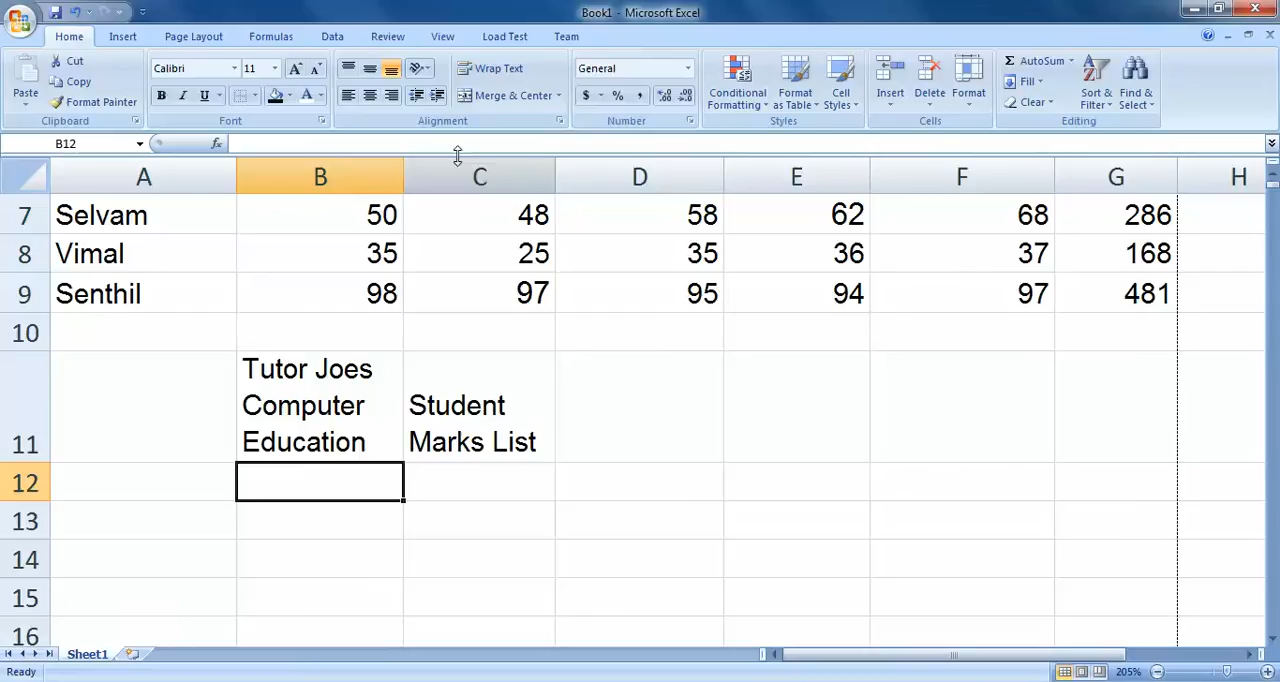 Book1 - Microsoft Excel
Home Insert Page Layout Formulas Data Review View Load Test Team
Paste
Cut
Copy
Format Painter
Clipboard
Calibri 11
B I U
Font
Wrap Text
Merge & Center
Alignment
General
$ % ,
Number
Conditional Formatting
Format as Table
Cell Styles
Styles
Insert Delete Format
Cells
Σ AutoSum
Fill
Clear
Sort & Filter
Find & Select
Editing
B12 fx
A B C D E F G H
7 Selvam 50 48 58 62 68 286
8 Vimal 35 25 35 36 37 168
9 Senthil 98 97 95 94 97 481
10
Tutor Joes
Computer Student
11 Education Marks List
12
13
14
15
16
Sheet1
Ready 205%